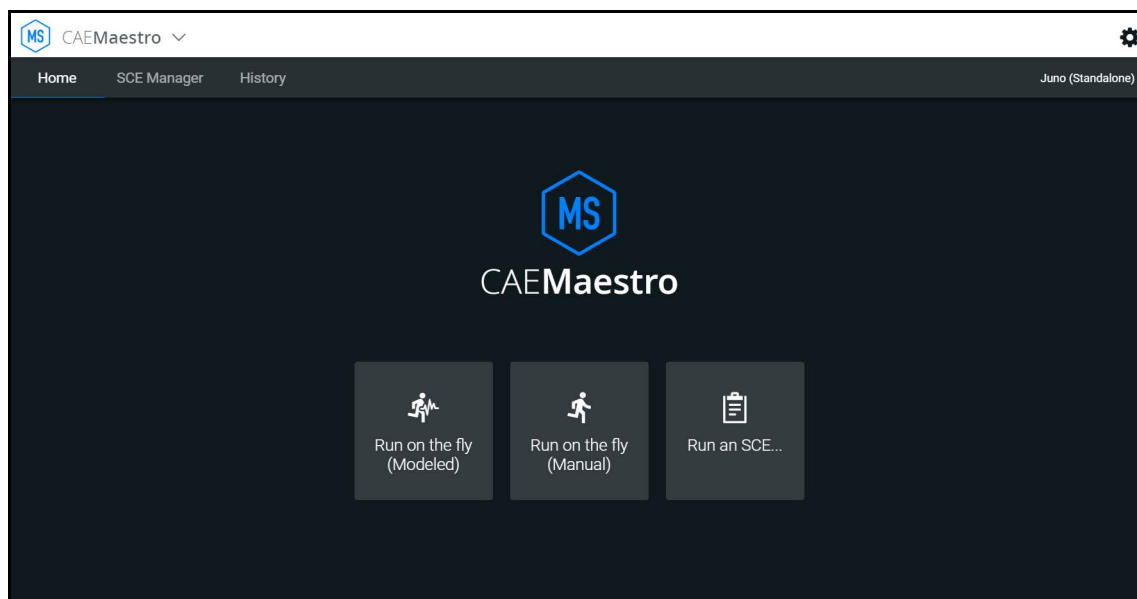 MS CAEMaestro
Home SCE Manager History Juno (Standalone)
MS
CAEMaestro
Run on the fly
(Modeled)
Run on the fly
(Manual)
Run an SCE...